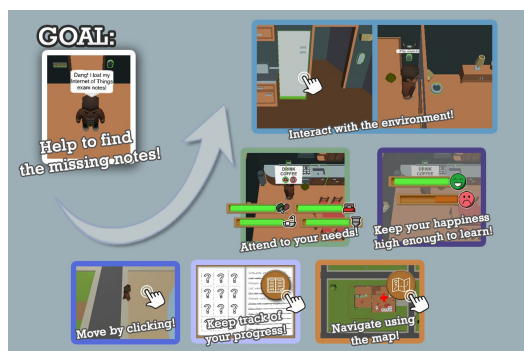 GOAL:
Dang! I lost my
Internet of Things
exam notes!
Help to find
the missing notes!
Interact with the environment!
DRINK
COFFEE
Attend to your needs!
DRINK
COFFEE
Keep your happiness
high enough to learn!
Move by clicking!
? ? ?
? ? ?
? ? ?
Keep track of
your progress!
Navigate using
the map!